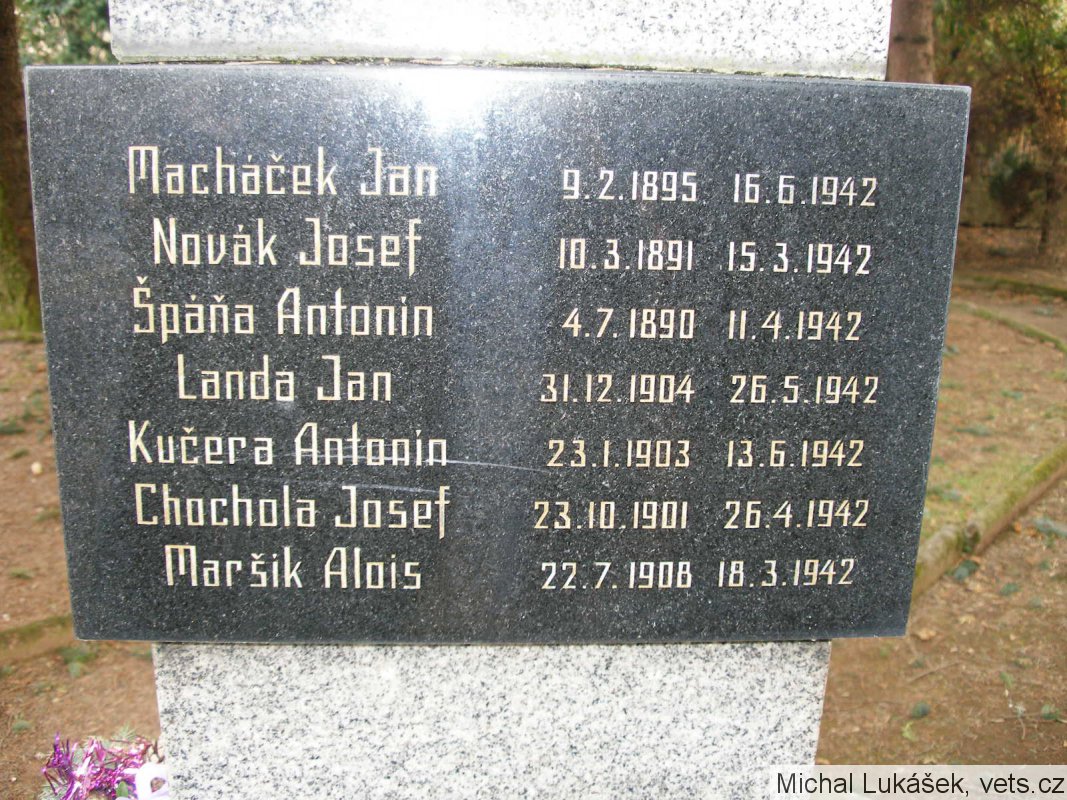 Macháček Jan 9.2.1895 16.6.1942
Novák Josef 10.3.1891 15.3.1942
Špáňa Antonin 4.7.1890 11.4.1942
Landa Jan 31.12.1904 26.5.1942
Kučera Antonin 23.1.1903 13.6.1942
Chochola Josef 23.10.1901 26.4.1942
Maršik Alois 22.7.1908 18.3.1942
Michal Lukášek, vets.cz